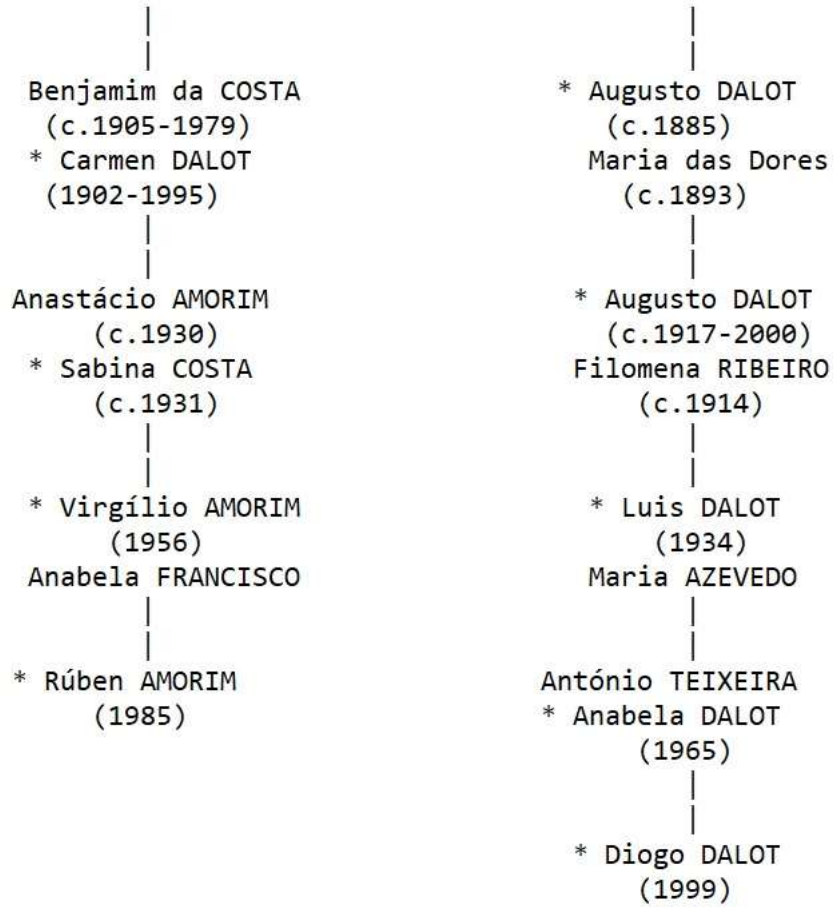 Benjamim da COSTA
(c.1905-1979)
* Carmen DALOT
(1902-1995)
Anastácio AMORIM
(c.1930)
* Sabina COSTA
(c.1931)
* Virgílio AMORIM
(1956)
Anabela FRANCISCO
* Rúben AMORIM
(1985)
* Augusto DALOT
(c.1885)
Maria das Dores
(c.1893)
* Augusto DALOT
(c.1917-2000)
Filomena RIBEIRO
(c.1914)
* Luis DALOT
(1934)
Maria AZEVEDO
António TEIXEIRA
* Anabela DALOT
(1965)
* Diogo DALOT
(1999)